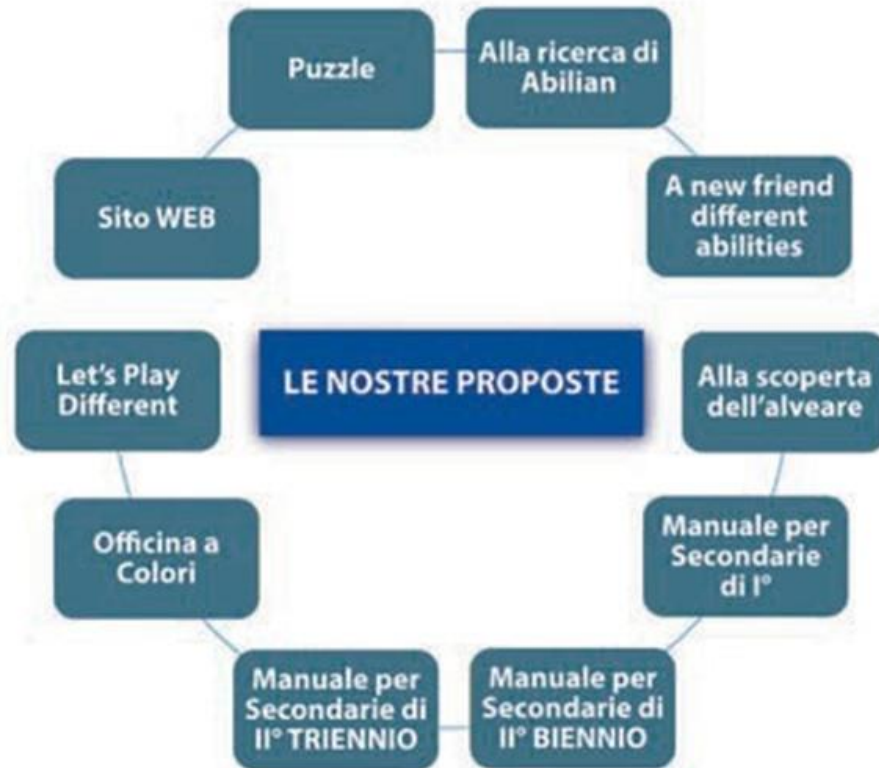 Puzzle
Alla ricerca di
Abilian
Sito WEB
A new friend
different
abilities
Let's Play
Different
LE NOSTRE PROPOSTE
Alla scoperta
dell'alveare
Officina a
Colori
Manuale per
Secondarie
di I°
Manuale per
Secondarie di
II° TRIENNIO
Manuale per
Secondarie di
II° BIENNIO